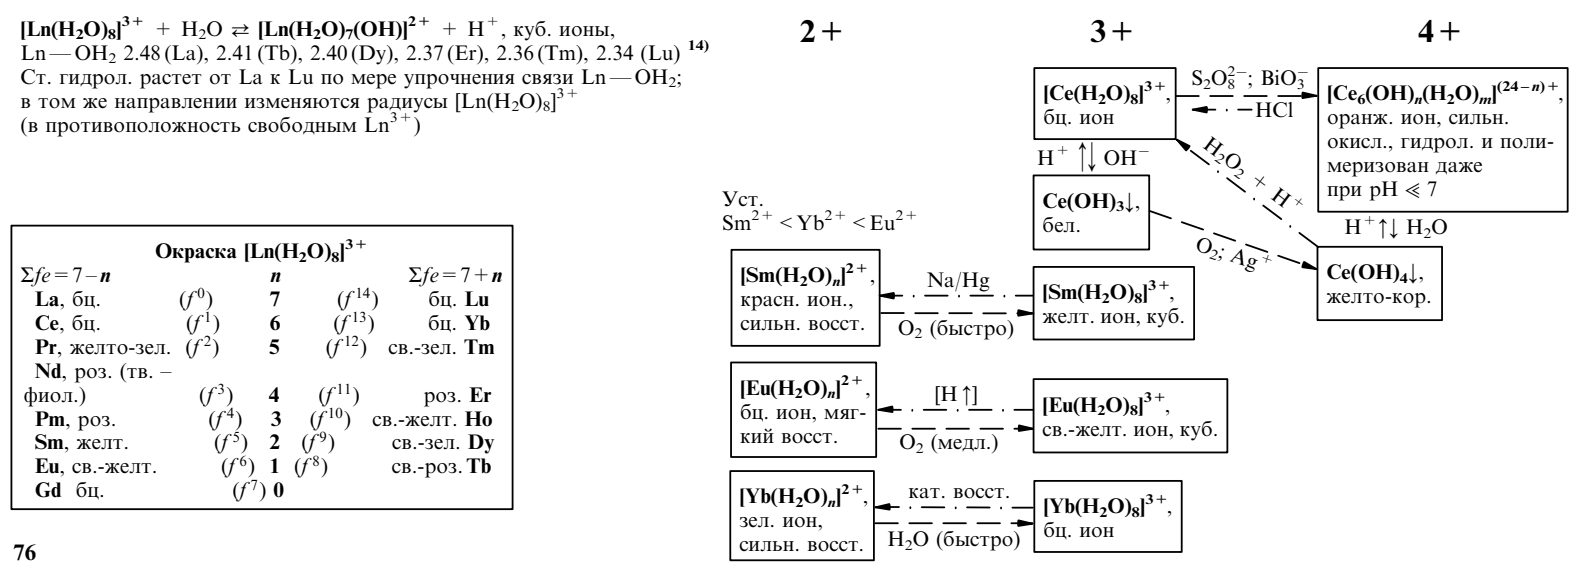 [Ln(H₂O)₈]³⁺ + H₂O ⇄ [Ln(H₂O)₇(OH)]²⁺ + H⁺, куб. ионы,
Ln—OH₂ 2.48 (La), 2.41 (Tb), 2.40 (Dy), 2.37 (Er), 2.36 (Tm), 2.34 (Lu) ¹⁴⁾
Ст. гидрол. растет от La к Lu по мере упрочнения связи Ln—OH₂;
в том же направлении изменяются радиусы [Ln(H₂O)₈]³⁺
(в противоположность свободным Ln³⁺)
Окраска [Ln(H₂O)₈]³⁺
Σfe = 7 – n n Σfe = 7 + n
La, бц. (f⁰) 7 (f¹⁴) бц. Lu
Ce, бц. (f¹) 6 (f¹³) бц. Yb
Pr, желто-зел. (f²) 5 (f¹²) св.-зел. Tm
Nd, роз. (тв. –
фиол.) (f³) 4 (f¹¹) роз. Er
Pm, роз. (f⁴) 3 (f¹⁰) св.-желт. Ho
Sm, желт. (f⁵) 2 (f⁹) св.-зел. Dy
Eu, св.-желт. (f⁶) 1 (f⁸) св.-роз. Tb
Gd бц. (f⁷) 0
76
2+ 3+ 4+
[Ce(H₂O)₈]³⁺,
бц. ион
S₂O₈²⁻; BiO₃⁻
HCl
[Ce₆(OH)ₙ(H₂O)ₘ]⁽²⁴⁻ⁿ⁾⁺,
оранж. ион, сильн.
окисл., гидрол. и поли-
меризован даже
при pH ≪ 7
H⁺ ↑↓ OH⁻
H₂O₂ + H⁺
Ce(OH)₃↓,
бел.
O₂; Ag⁺
H⁺ ↑↓ H₂O
Ce(OH)₄↓,
желто-кор.
Уст.
Sm²⁺ < Yb²⁺ < Eu²⁺
[Sm(H₂O)ₙ]²⁺,
красн. ион.,
сильн. восст.
Na/Hg
O₂ (быстро)
[Sm(H₂O)₈]³⁺,
желт. ион, куб.
[Eu(H₂O)ₙ]²⁺
бц. ион, мяг-
кий восст.
[H ↑]
O₂ (медл.)
[Eu(H₂O)₈]³⁺,
св.-желт. ион, куб.
[Yb(H₂O)ₙ]²⁺,
зел. ион,
сильн. восст.
кат. восст.
H₂O (быстро)
[Yb(H₂O)₈]³⁺,
бц. ион